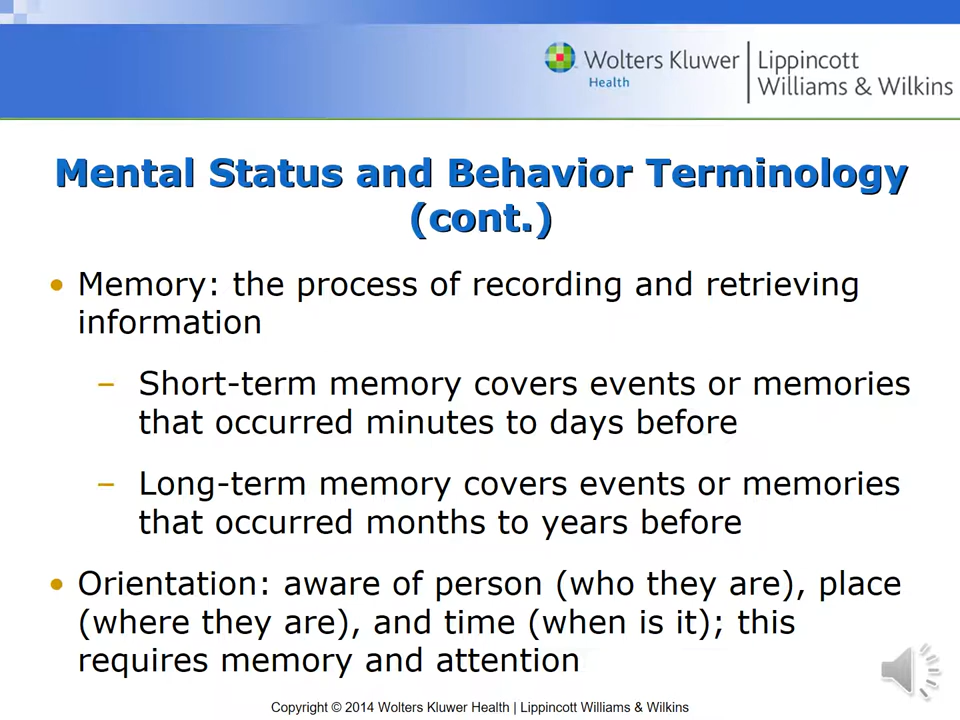 Wolters Kluwer
Health
Lippincott
Williams & Wilkins
Mental Status and Behavior Terminology
(cont.)
• Memory: the process of recording and retrieving
information
– Short-term memory covers events or memories
that occurred minutes to days before
– Long-term memory covers events or memories
that occurred months to years before
• Orientation: aware of person (who they are), place
(where they are), and time (when is it); this
requires memory and attention
Copyright © 2014 Wolters Kluwer Health | Lippincott Williams & Wilkins